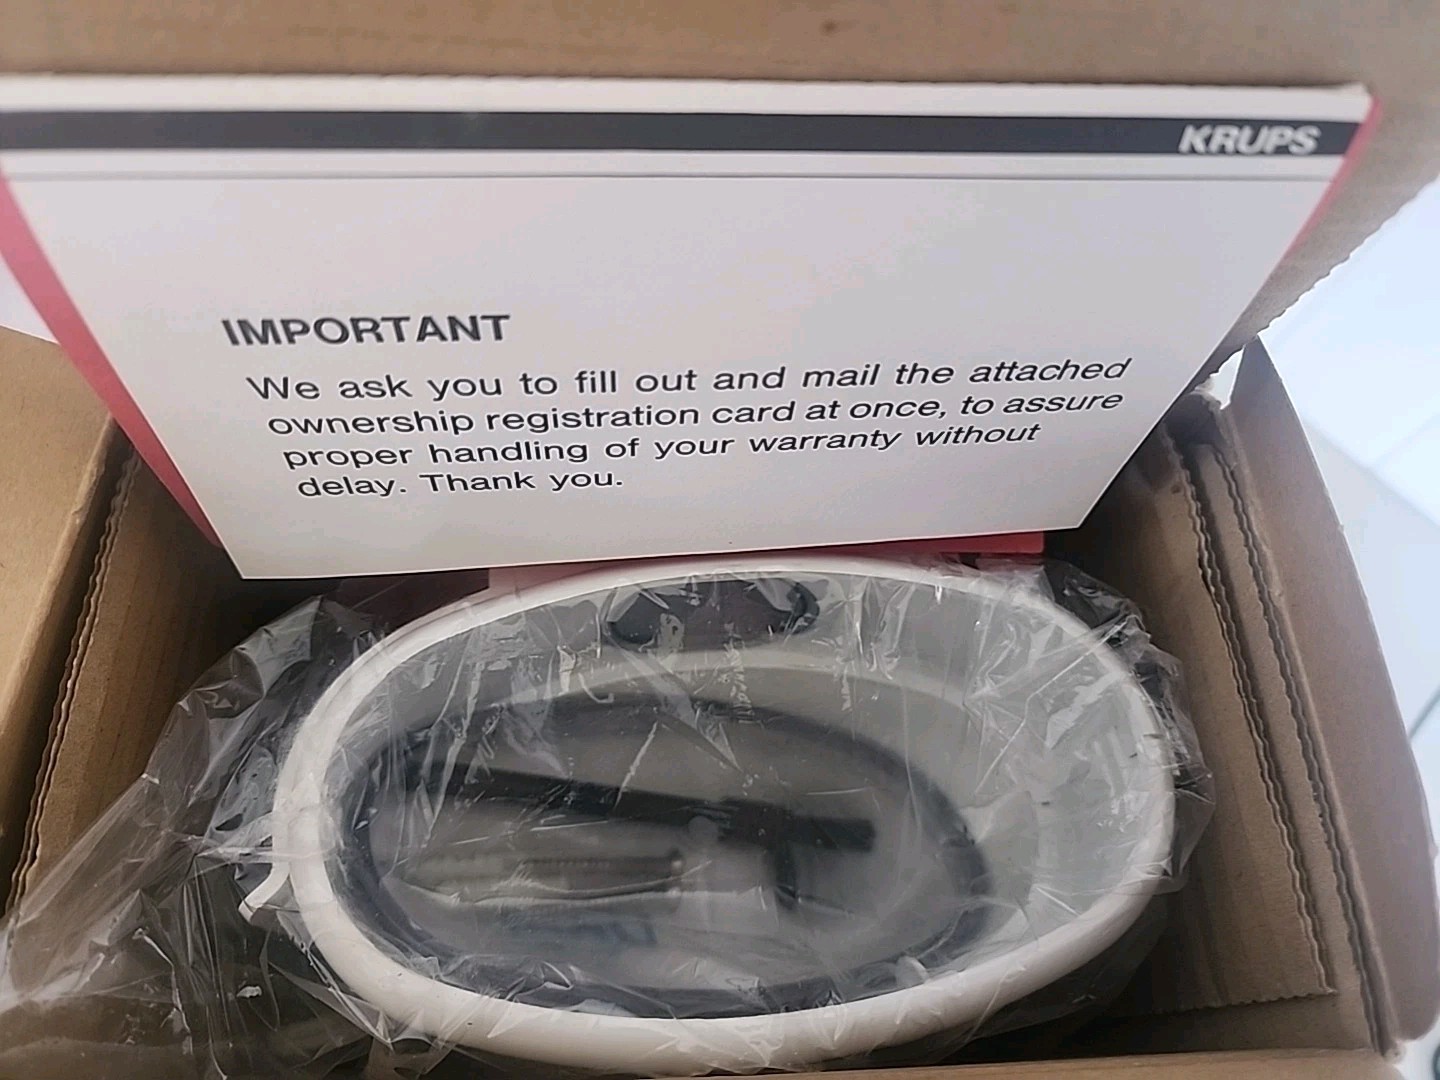 KRUPS
IMPORTANT
We ask you to fill out and mail the attached
ownership registration card at once, to assure
proper handling of your warranty without
delay. Thank you.